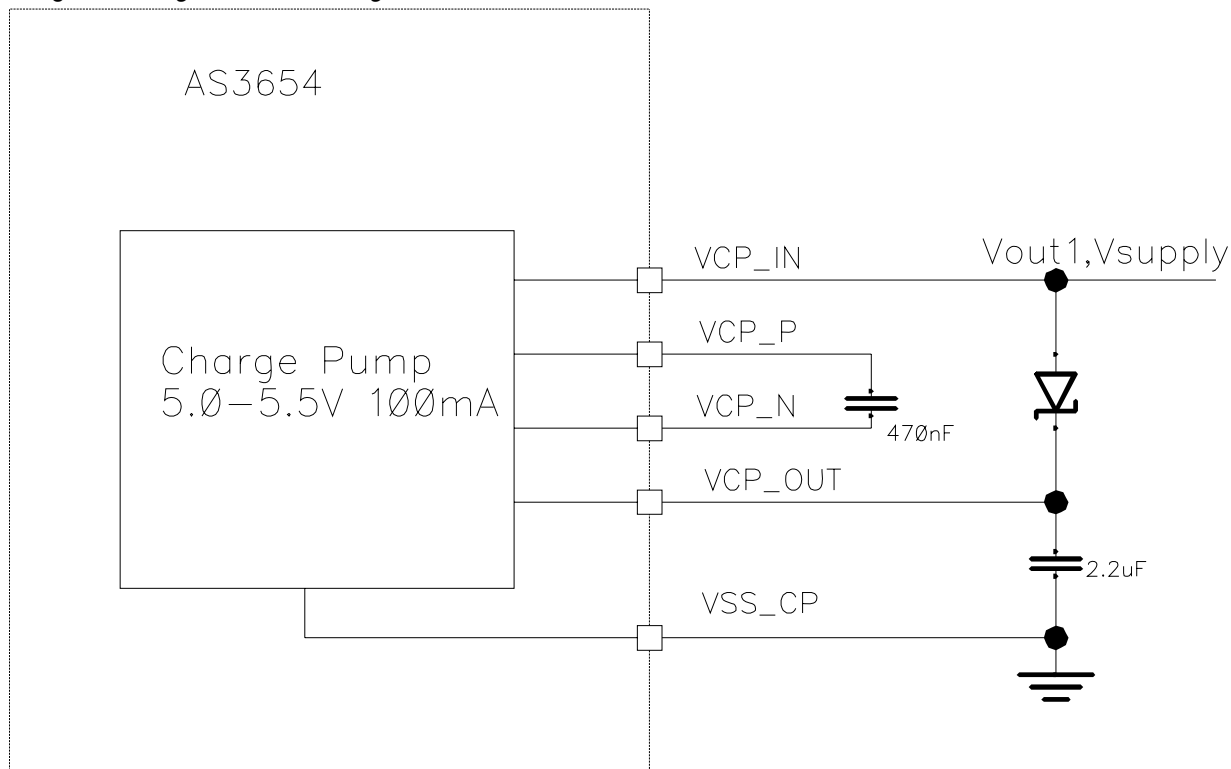 AS3654
VCP_IN
Vout1,Vsupply
VCP_P
Charge Pump
5.0-5.5V 100mA
VCP_N
470nF
VCP_OUT
2.2uF
VSS_CP